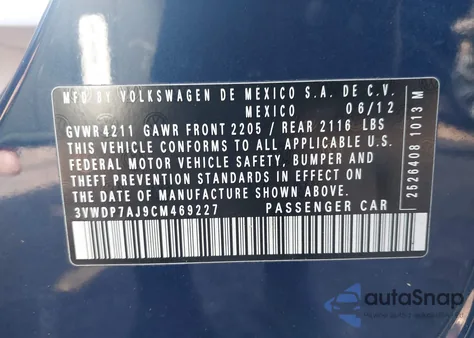 MFD BY VOLKSWAGEN DE MEXICO S.A. DE C.V.
MEXICO 06/12
GVWR 4211 GAWR FRONT 2205 / REAR 2116 LBS
THIS VEHICLE CONFORMS TO ALL APPLICABLE U.S.
FEDERAL MOTOR VEHICLE SAFETY, BUMPER AND
THEFT PREVENTION STANDARDS IN EFFECT ON
THE DATE OF MANUFACTURE SHOWN ABOVE
3VWDP7AJ9CM469227 PASSENGER CAR
2526408 1013 M
autoSnap